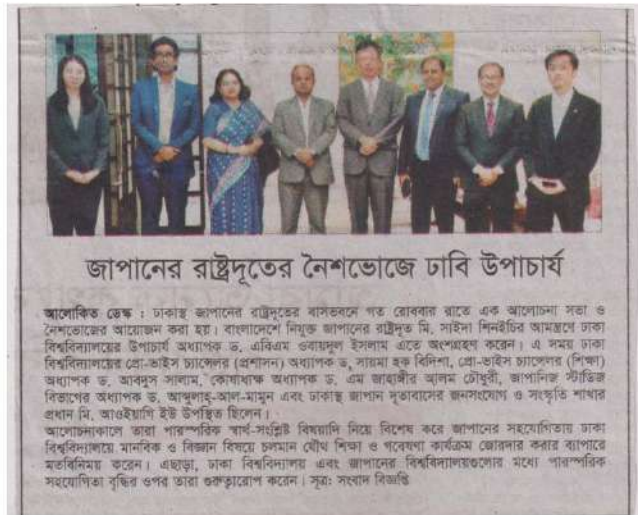 জাপানের রাষ্ট্রদূতের নৈশভোজে ঢাবি উপাচার্য
আলোকিত ডেস্ক : ঢাকাস্থ জাপানের রাষ্ট্রদূতের বাসভবনে গত রোববার রাতে এক আলোচনা সভা ও
নৈশভোজের আয়োজন করা হয়। বাংলাদেশে নিযুক্ত জাপানের রাষ্ট্রদূত মি. সাইদা শিনইচির আমন্ত্রণে ঢাকা
বিশ্ববিদ্যালয়ের উপাচার্য অধ্যাপক ড. এবিএম ওবায়দুল ইসলাম এতে অংশগ্রহণ করেন। এ সময় ঢাকা
বিশ্ববিদ্যালয়ের প্রো-ভাইস চ্যান্সেলর (প্রশাসন) অধ্যাপক ড. সায়মা হক বিদিশা, প্রো-ভাইস চ্যান্সেলর (শিক্ষা)
অধ্যাপক ড. আবদুস সালাম, কোষাধ্যক্ষ অধ্যাপক ড. এম জাহাঙ্গীর আলম চৌধুরী, জাপানিজ স্টাডিজ
বিভাগের অধ্যাপক ড. আব্দুল্লাহ-আল-মামুন এবং ঢাকাস্থ জাপান দূতাবাসের জনসংযোগ ও সংস্কৃতি শাখার
প্রধান মি. আওইয়াগি ইউ উপস্থিত ছিলেন।
আলোচনাকালে তারা পারস্পরিক স্বার্থ-সংশ্লিষ্ট বিষয়াদি নিয়ে বিশেষ করে জাপানের সহযোগিতায় ঢাকা
বিশ্ববিদ্যালয়ে মানবিক ও বিজ্ঞান বিষয়ে চলমান যৌথ শিক্ষা ও গবেষণা কার্যক্রম জোরদার করার ব্যাপারে
মতবিনিময় করেন। এছাড়া, ঢাকা বিশ্ববিদ্যালয় এবং জাপানের বিশ্ববিদ্যালয়গুলোর মধ্যে পারস্পরিক
সহযোগিতা বৃদ্ধির ওপর তারা গুরুত্বারোপ করেন। সূত্র: সংবাদ বিজ্ঞপ্তি